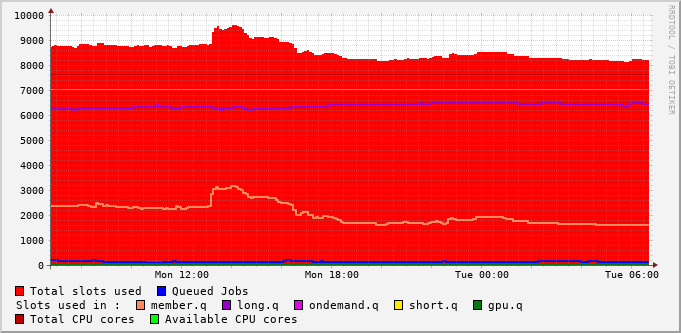 10000
9000
8000
7000
6000
5000
4000
3000
2000
1000
0
Mon 12:00 Mon 18:00 Tue 00:00 Tue 06:00
Total slots used Queued Jobs
Slots used in : member.q long.q ondemand.q short.q gpu.q
Total CPU cores Available CPU cores
RRDTOOL / TOBI OETIKER